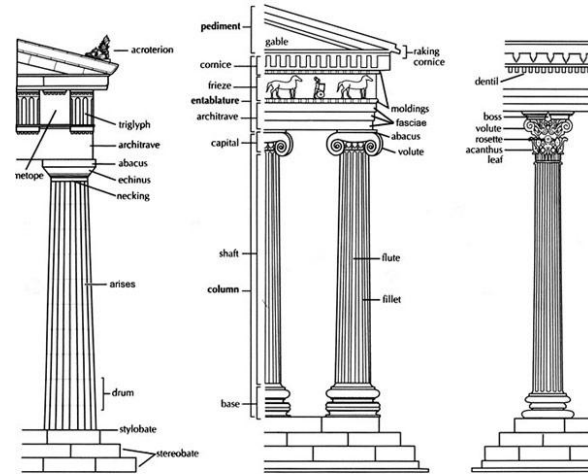 acroterion
triglyph
architrave
abacus
metope
echinus
necking
arises
drum
stylobate
stereobate
pediment
gable
raking
cornice
cornice
frieze
moldings
entablature
architrave
fasciae
abacus
capital
volute
shaft
flute
column
fillet
base
dentil
boss
volute
rosette
acanthus
leaf